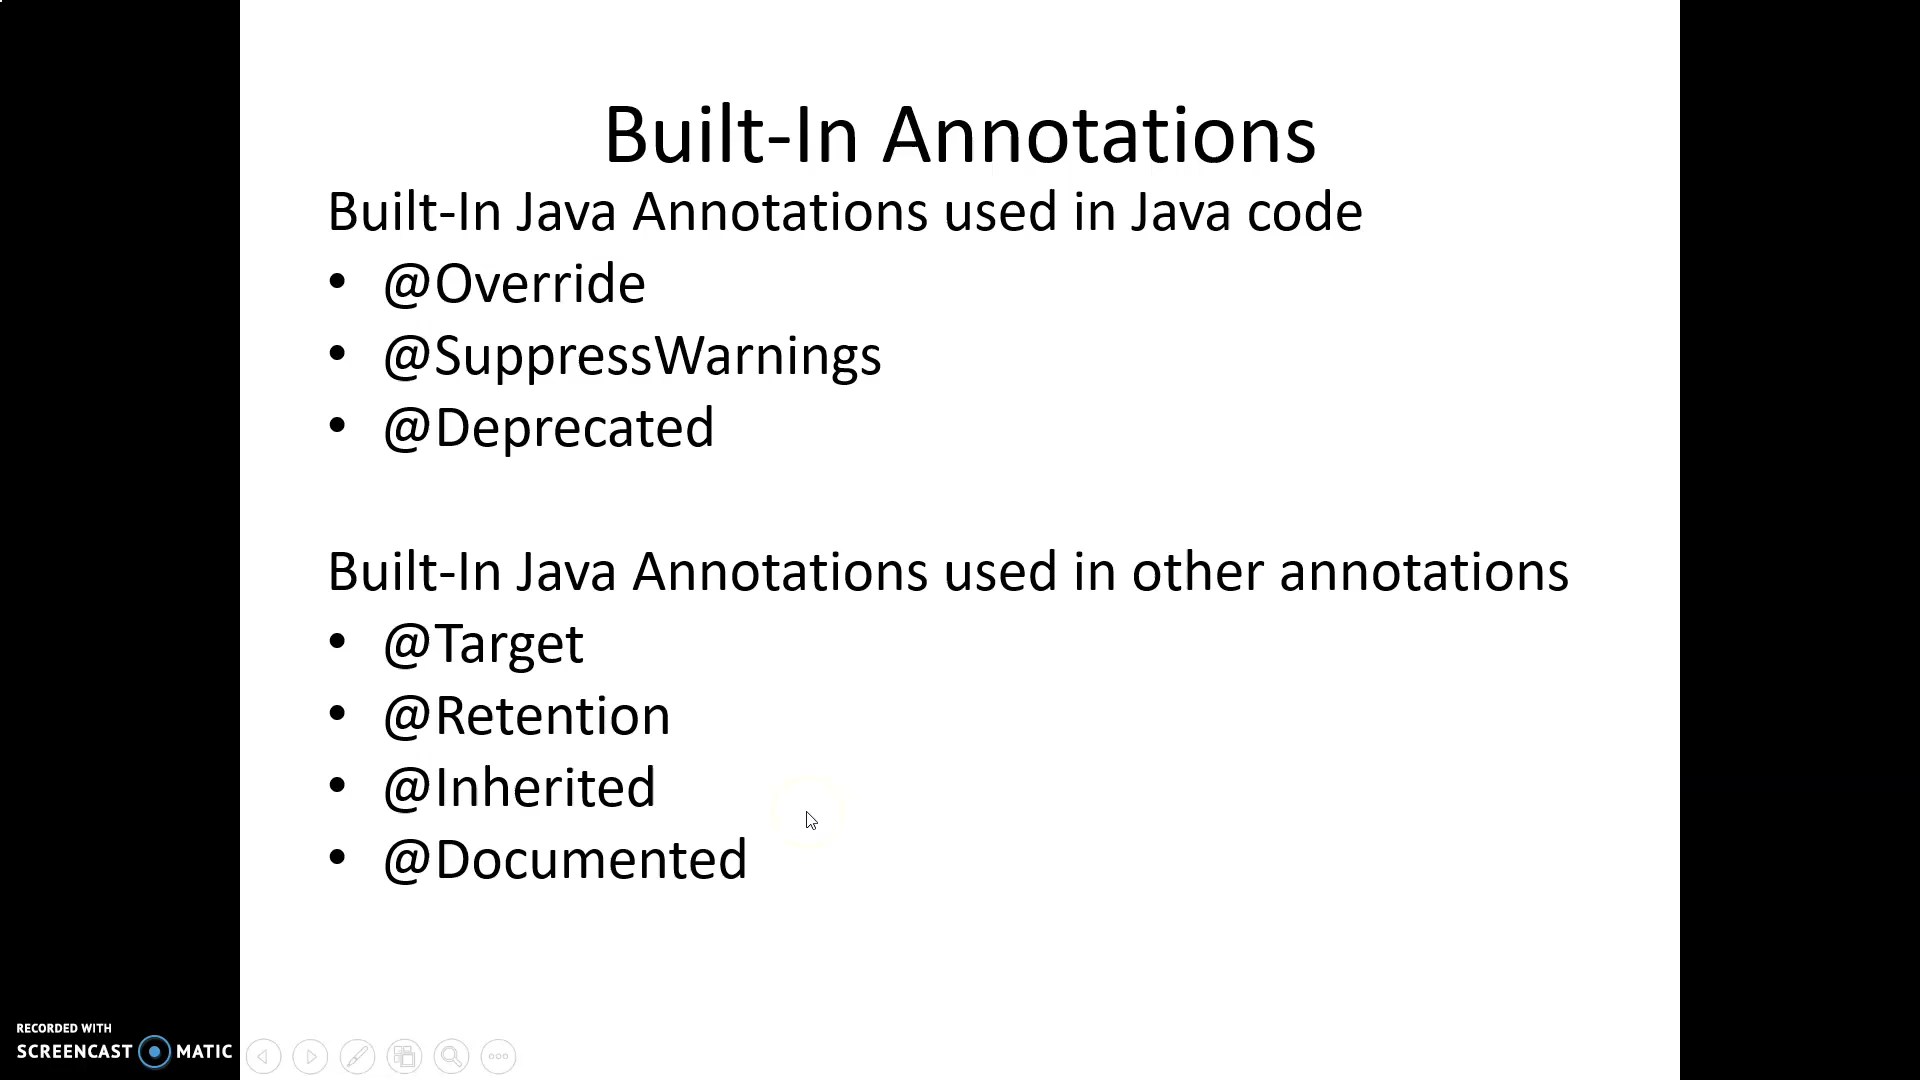 Built-In Annotations
Built-In Java Annotations used in Java code
• @Override
• @SuppressWarnings
• @Deprecated
Built-In Java Annotations used in other annotations
• @Target
• @Retention
• @Inherited
• @Documented
RECORDED WITH
SCREENCAST MATIC